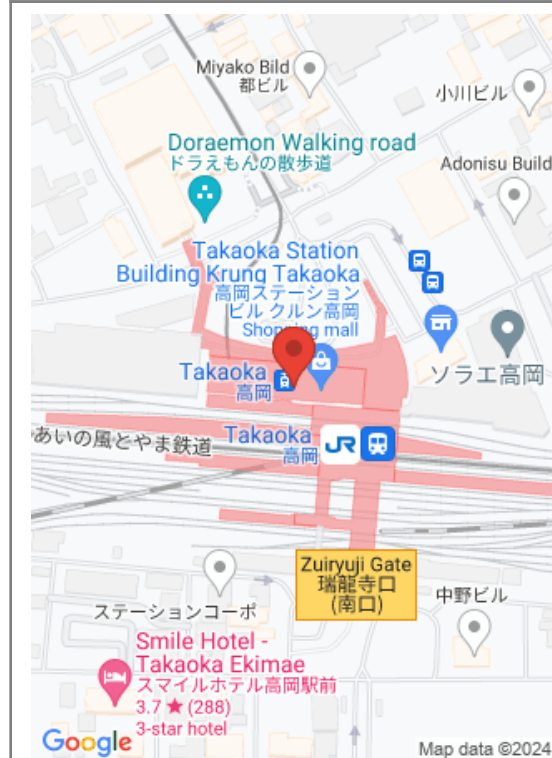 Miyako Bild
都ビル
小川ビル
Doraemon Walking road
ドラえもんの散歩道
Adonisu Build
Takaoka Station
Building Krung Takaoka
高岡ステーション
ビル クルン高岡
Shopping mall
ソラエ高岡
Takaoka
高岡
あいの風とやま鉄道
Takaoka
高岡
JR
Zuiryuji Gate
瑞龍寺口
(南口)
ステーションコーポ
中野ビル
Smile Hotel -
Takaoka Ekimae
スマイルホテル高岡駅前
3.7 ★ (288)
3-star hotel
Google
Map data ©2024